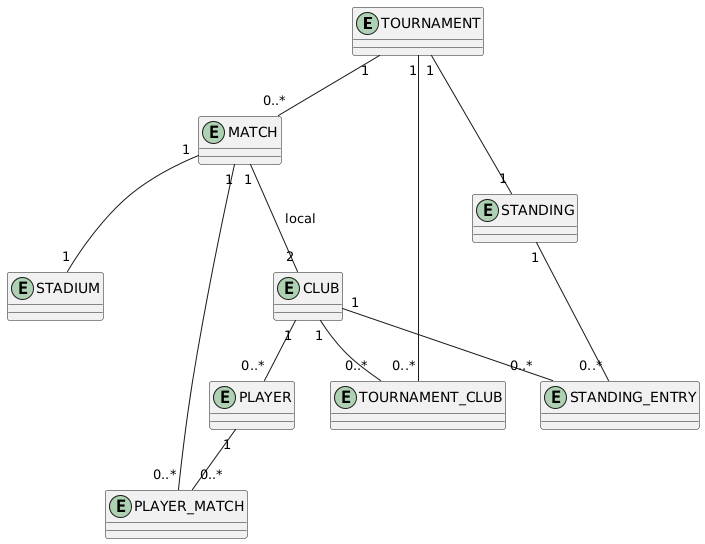 E TOURNAMENT
1 1 1
0..*
E MATCH
1 1 1
1
E STANDING
local
1
1 2
E STADIUM
E CLUB
1
1 1
0..* 0..* 0..* 0..* 0..*
E PLAYER
E TOURNAMENT_CLUB
E STANDING_ENTRY
1
0..* 0..*
E PLAYER_MATCH